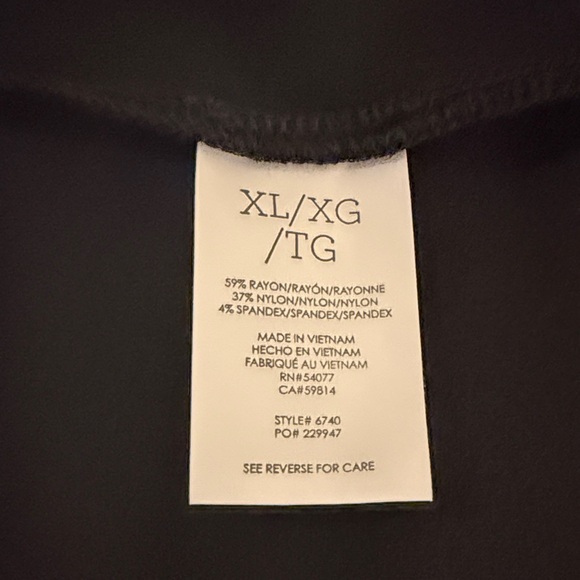 XL/XG
/TG
59% RAYON/RAYÓN/RAYONNE
37% NYLON/NYLON/NYLON
4% SPANDEX/SPANDEX/SPANDEX
MADE IN VIETNAM
HECHO EN VIETNAM
FABRIQUÉ AU VIETNAM
RN#54077
CA#59814
STYLE# 6740
PO# 229947
SEE REVERSE FOR CARE